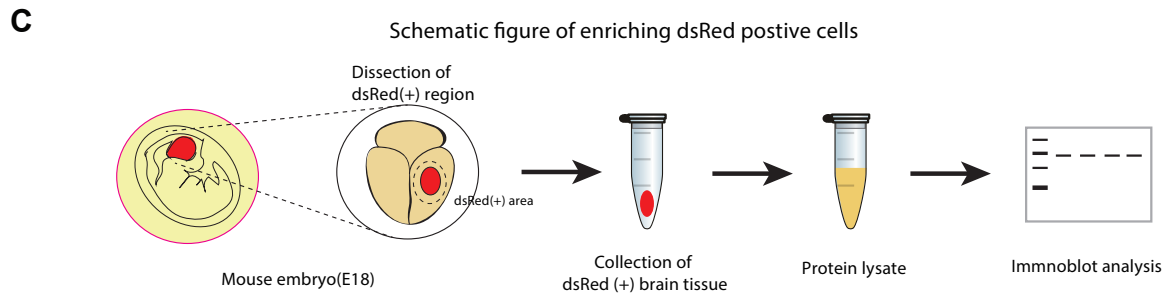 C
Schematic figure of enriching dsRed postive cells
Dissection of
dsRed(+) region
dsRed(+) area
Mouse embryo(E18)
Collection of
dsRed (+) brain tissue
Protein lysate
Immnoblot analysis